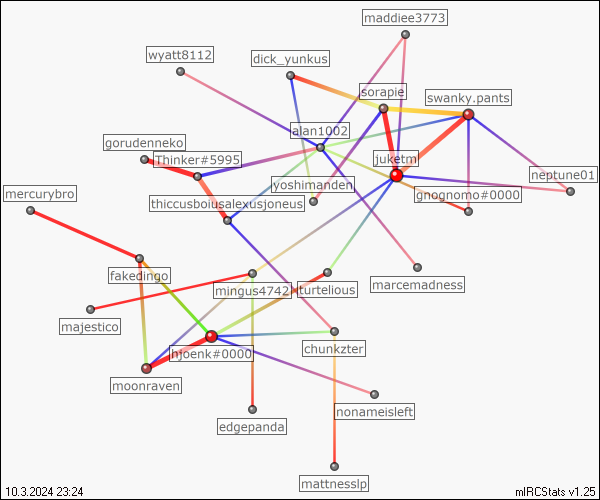 maddiee3773
wyatt8112
dick_yunkus
sorapie
swanky.pants
alan1002
gorudenneko
Thinker#5995
juketml
neptune01
yoshimanden
gnognomo#0000
mercurybro
thiccusboiusalexusjoneus
fakedingo
mingus4742
turtelious
marcemadness
majestico
hjoenk#0000
chunkzter
moonraven
nonameisleft
edgepanda
mattnesslp
10.3.2024 23:24
mIRCStats v1.25